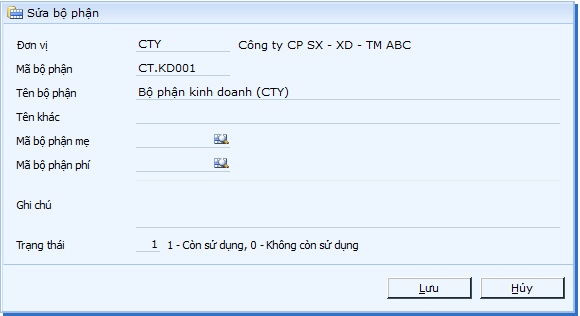 Sửa bộ phận
Đơn vị CTY Công ty CP SX - XD - TM ABC
Mã bộ phận CT.KD001
Tên bộ phận Bộ phận kinh doanh (CTY)
Tên khác
Mã bộ phận mẹ
Mã bộ phận phí
Ghi chú
Trạng thái 1 1 - Còn sử dụng, 0 - Không còn sử dụng
Lưu Hủy